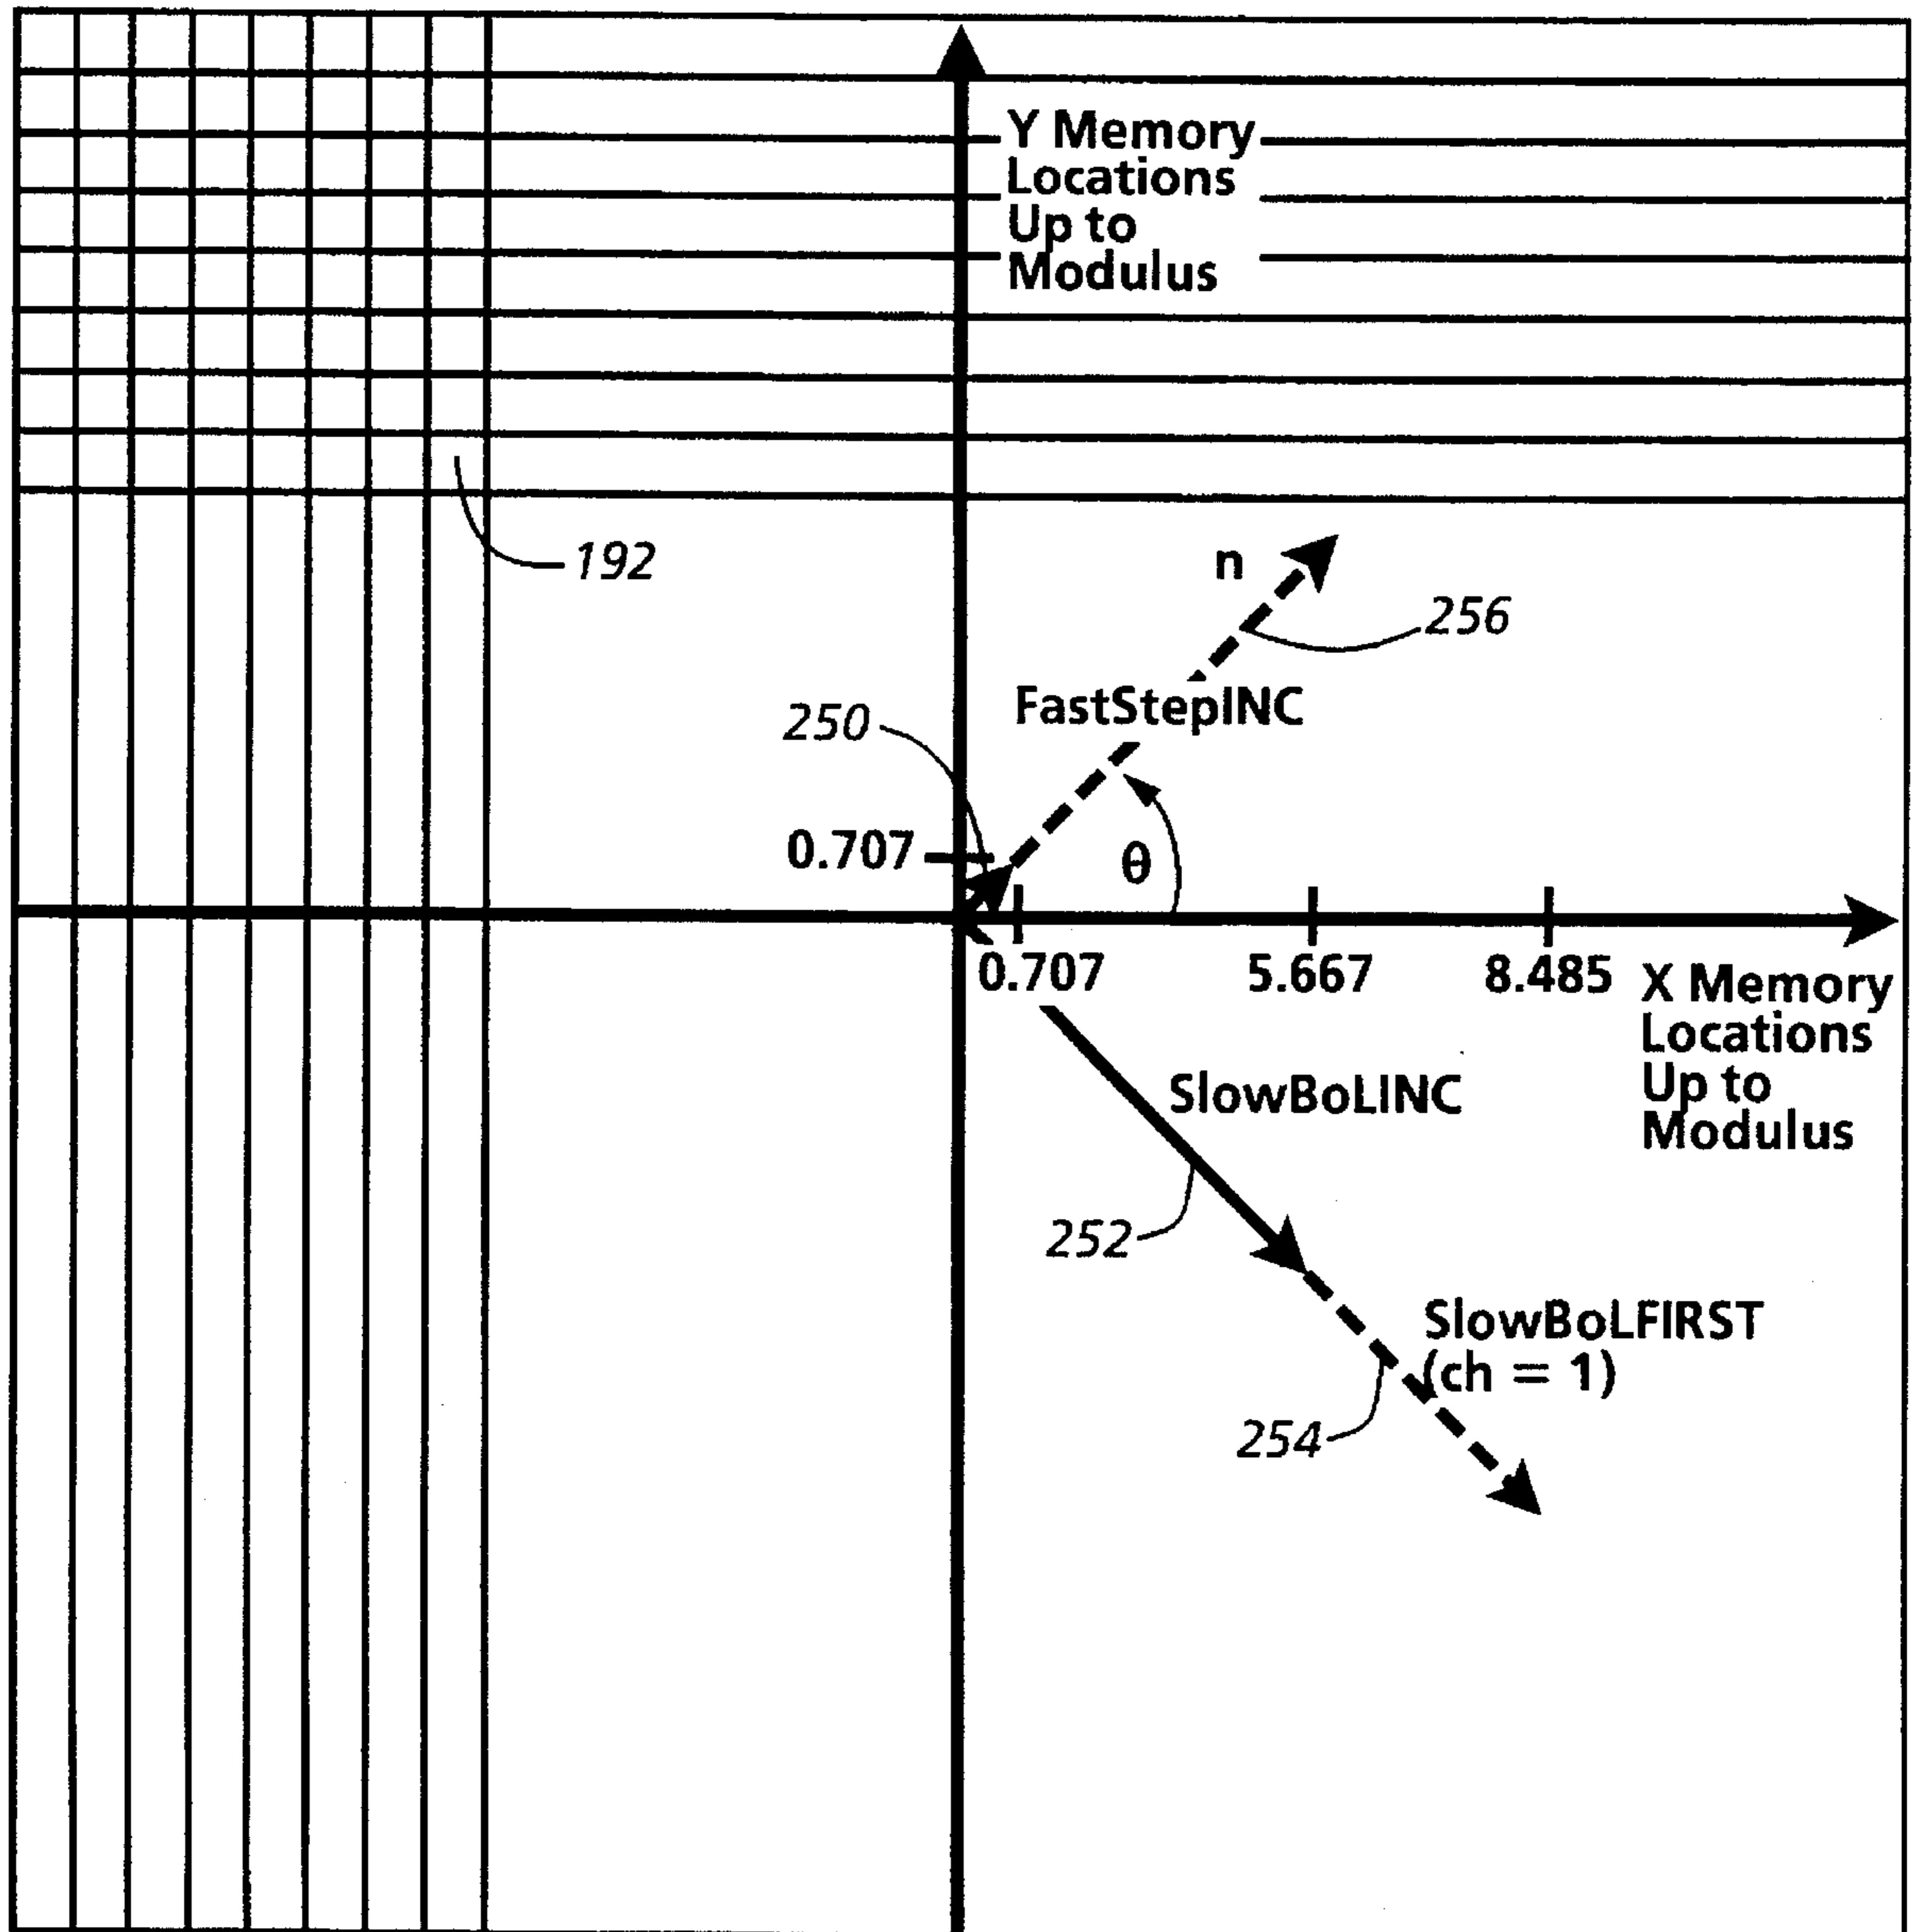 Y Memory
Locations
Up to
Modulus
192
n
256
FastStepINC
250
0.707
θ
0.707
5.667
8.485
X Memory
Locations
Up to
Modulus
SlowBoLINC
252
SlowBoLFIRST
(ch = 1)
254